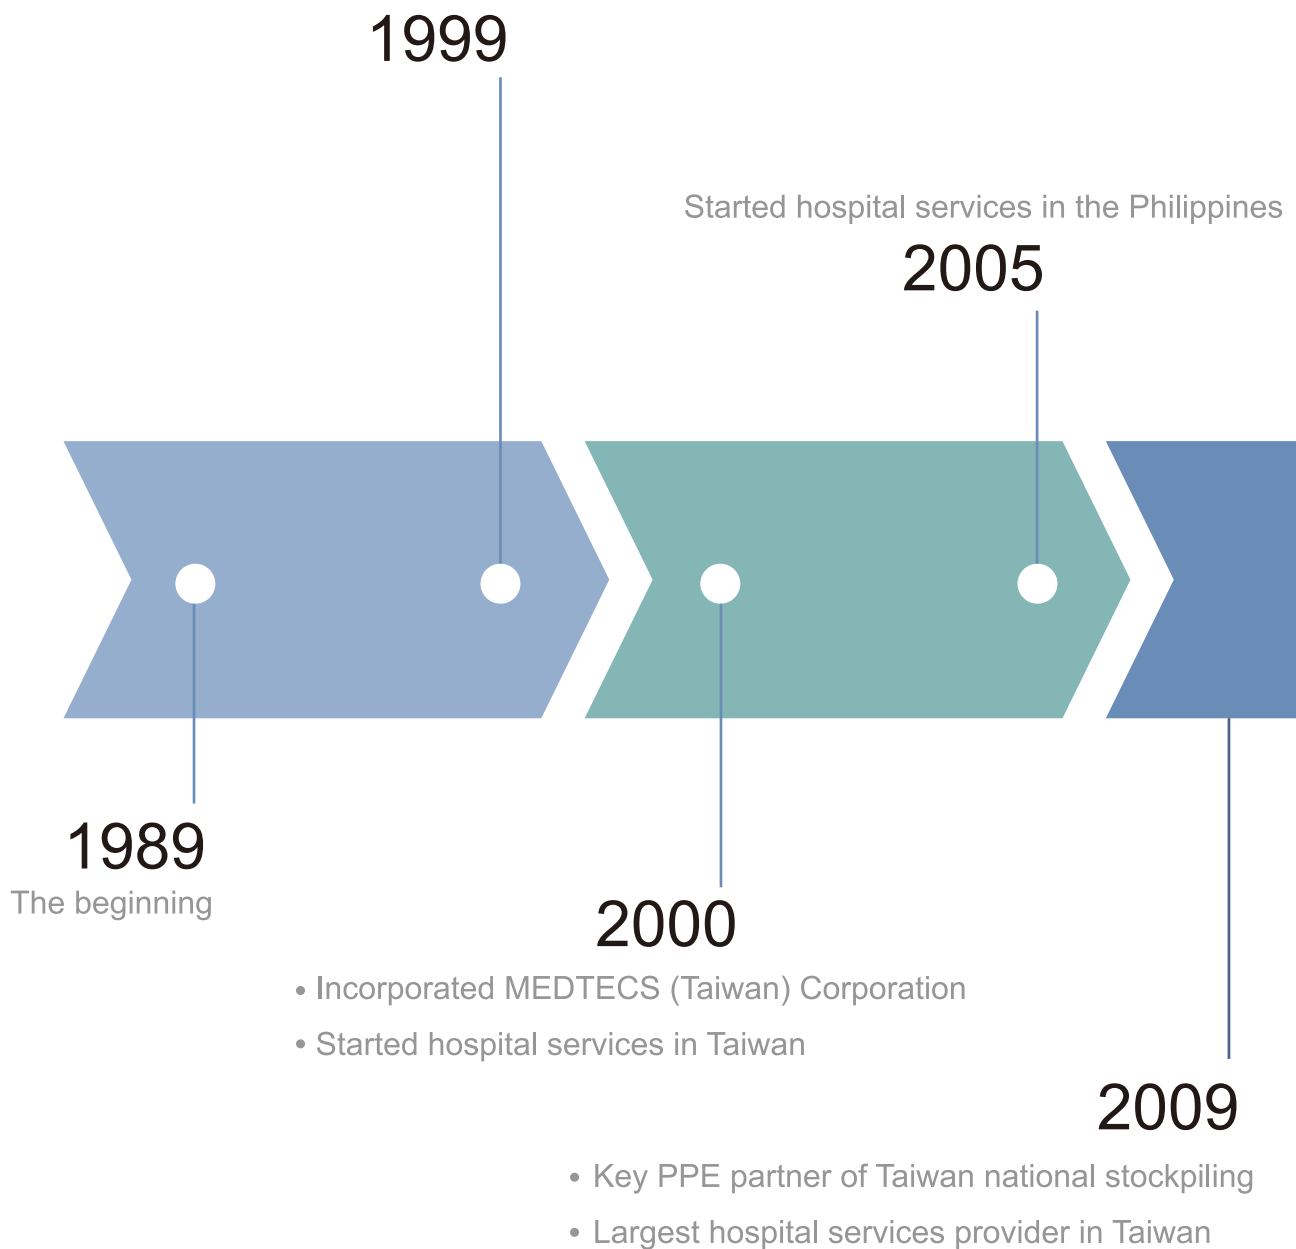 1999
Started hospital services in the Philippines
2005
1989
The beginning
2000
• Incorporated MEDTECS (Taiwan) Corporation
• Started hospital services in Taiwan
2009
• Key PPE partner of Taiwan national stockpiling
• Largest hospital services provider in Taiwan